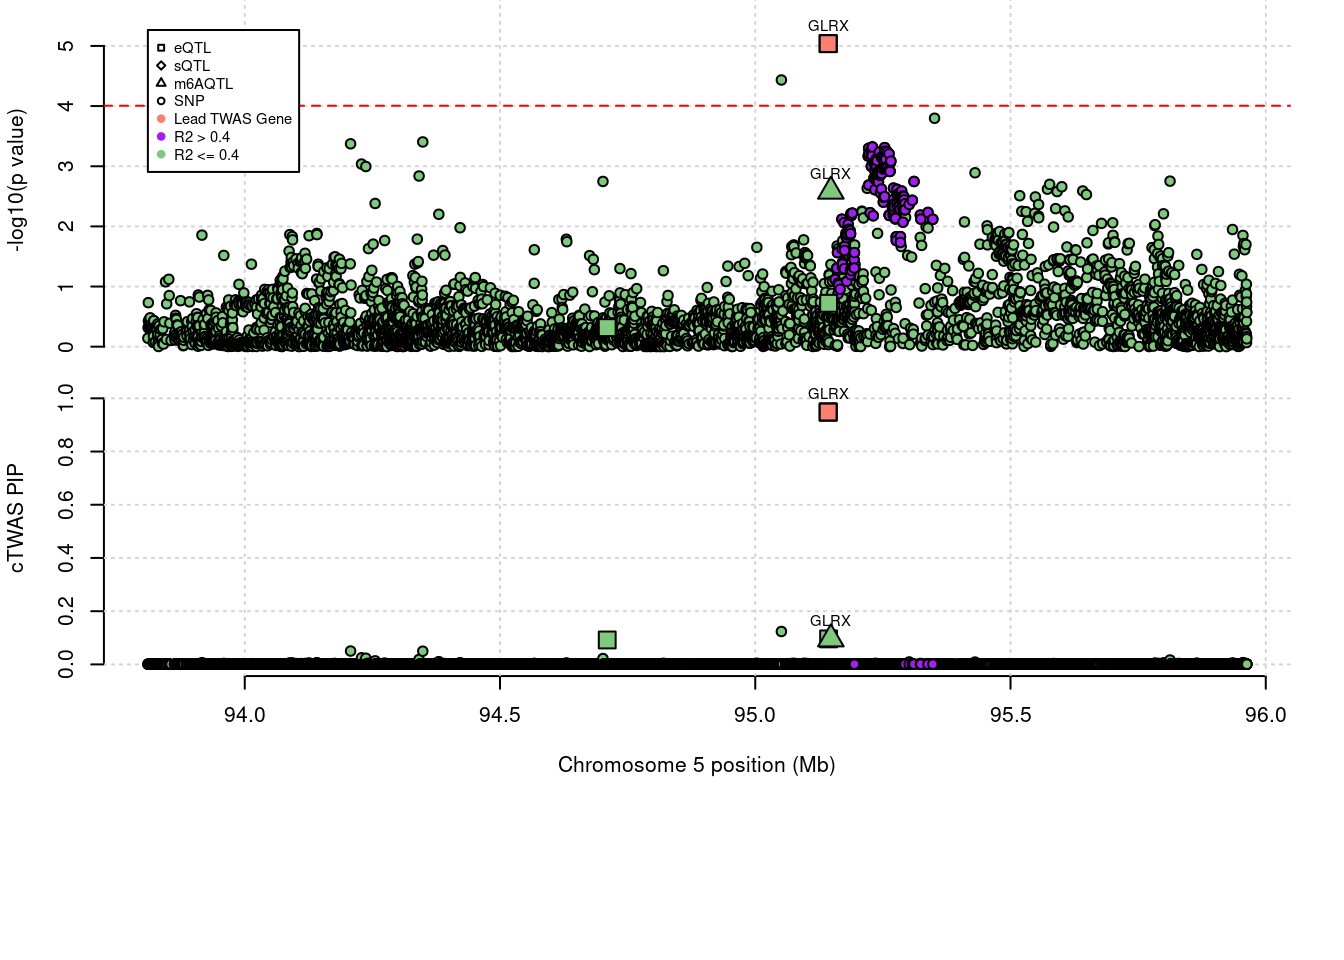 GLRX
eQTL
sQTL
m6AQTL
SNP
Lead TWAS Gene
R2 > 0.4
R2 <= 0.4
GLRX
-log10(p value)
5
4
3
2
1
0
GLRX
GLRX
cTWAS PIP
1.0
0.8
0.6
0.4
0.2
0.0
94.0 94.5 95.0 95.5 96.0
Chromosome 5 position (Mb)